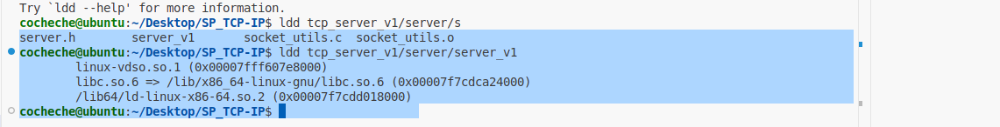 Try `ldd --help' for more information.
cocheche@ubuntu:~/Desktop/SP_TCP-IP$ ldd tcp_server_v1/server/s
server.h       server_v1       socket_utils.c  socket_utils.o
cocheche@ubuntu:~/Desktop/SP_TCP-IP$ ldd tcp_server_v1/server/server_v1
        linux-vdso.so.1 (0x00007fff607e8000)
        libc.so.6 => /lib/x86_64-linux-gnu/libc.so.6 (0x00007f7cdca24000)
        /lib64/ld-linux-x86-64.so.2 (0x00007f7cdd018000)
cocheche@ubuntu:~/Desktop/SP_TCP-IP$